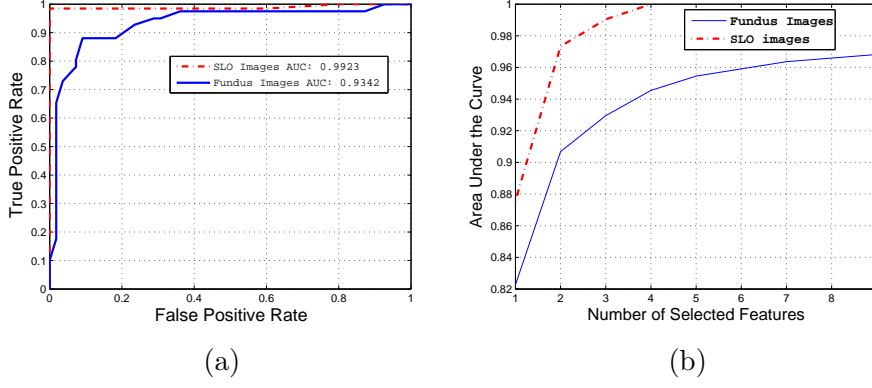 1
0.9
0.8
0.7
0.6
0.5
0.4
0.3
0.2
0.1
0
True Positive Rate
SLO Images AUC: 0.9923
Fundus Images AUC: 0.9342
0 0.2 0.4 0.6 0.8 1
False Positive Rate
(a)
1
0.98
0.96
0.94
0.92
0.9
0.88
0.86
0.84
0.82
Area Under the Curve
Fundus Images
SLO images
1 2 3 4 5 6 7 8
Number of Selected Features
(b)